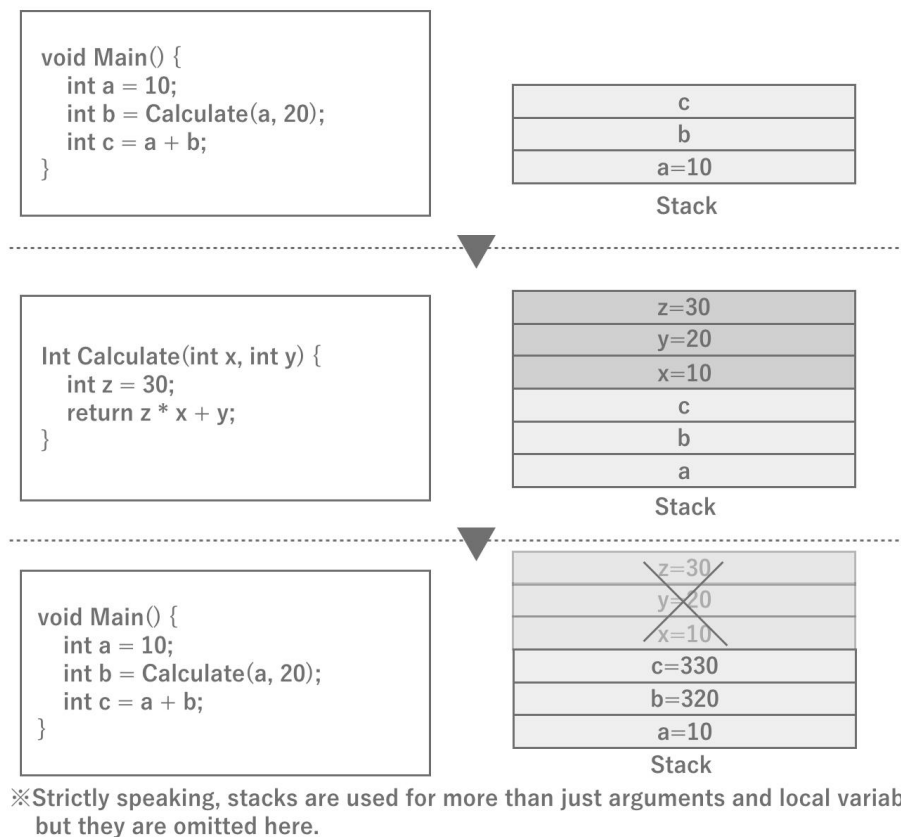 void Main() {
int a = 10;
int b = Calculate(a, 20);
int c = a + b;
}
c
b
a=10
Stack
Int Calculate(int x, int y) {
int z = 30;
return z * x + y;
}
z=30
y=20
x=10
c
b
a
Stack
void Main() {
int a = 10;
int b = Calculate(a, 20);
int c = a + b;
}
z=30
y=20
x=10
c=330
b=320
a=10
Stack
※Strictly speaking, stacks are used for more than just arguments and local variab
but they are omitted here.